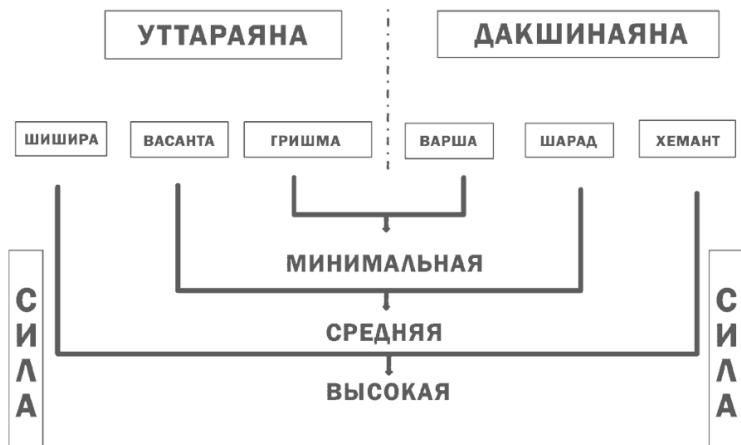 УТТАРАЯНА
ДАКШИНАЯНА
ШИШИРА
ВАСАНТА
ГРИШМА
ВАРША
ШАРАД
ХЕМАНТ
МИНИМАЛЬНАЯ
СРЕДНЯЯ
ВЫСОКАЯ
СИЛА
СИЛА